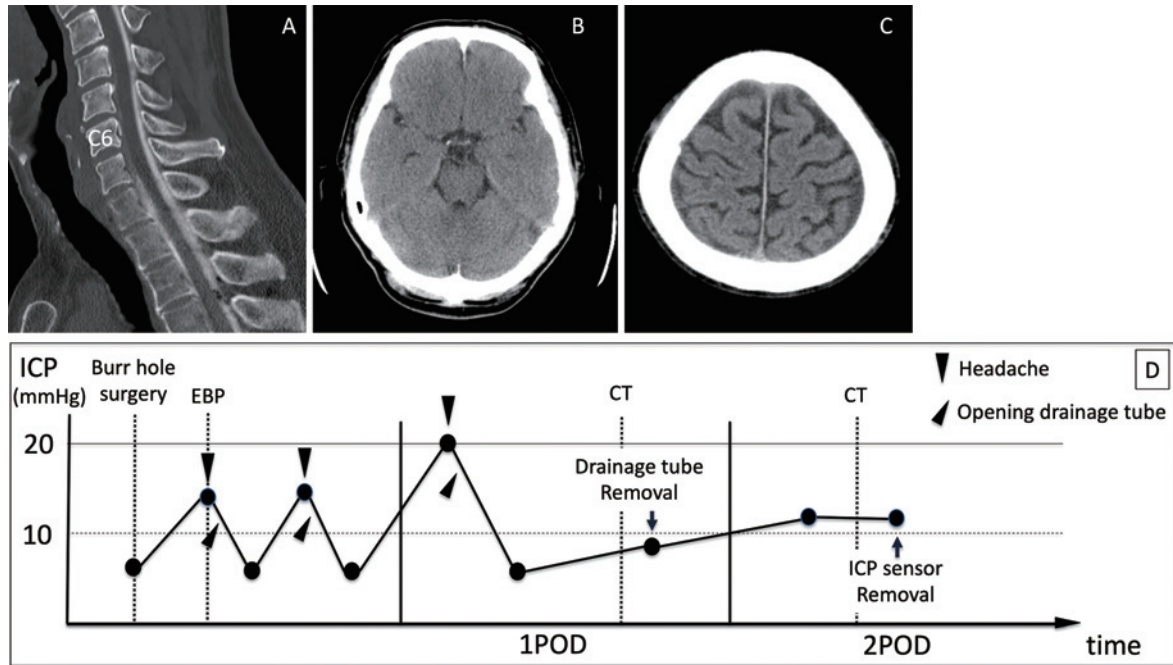 A
C6
B
C
D
ICP
(mmHg)
Burr hole
surgery
EBP
CT
CT
Headache
Opening drainage tube
20
10
Drainage tube
Removal
ICP sensor
Removal
1POD
2POD
time